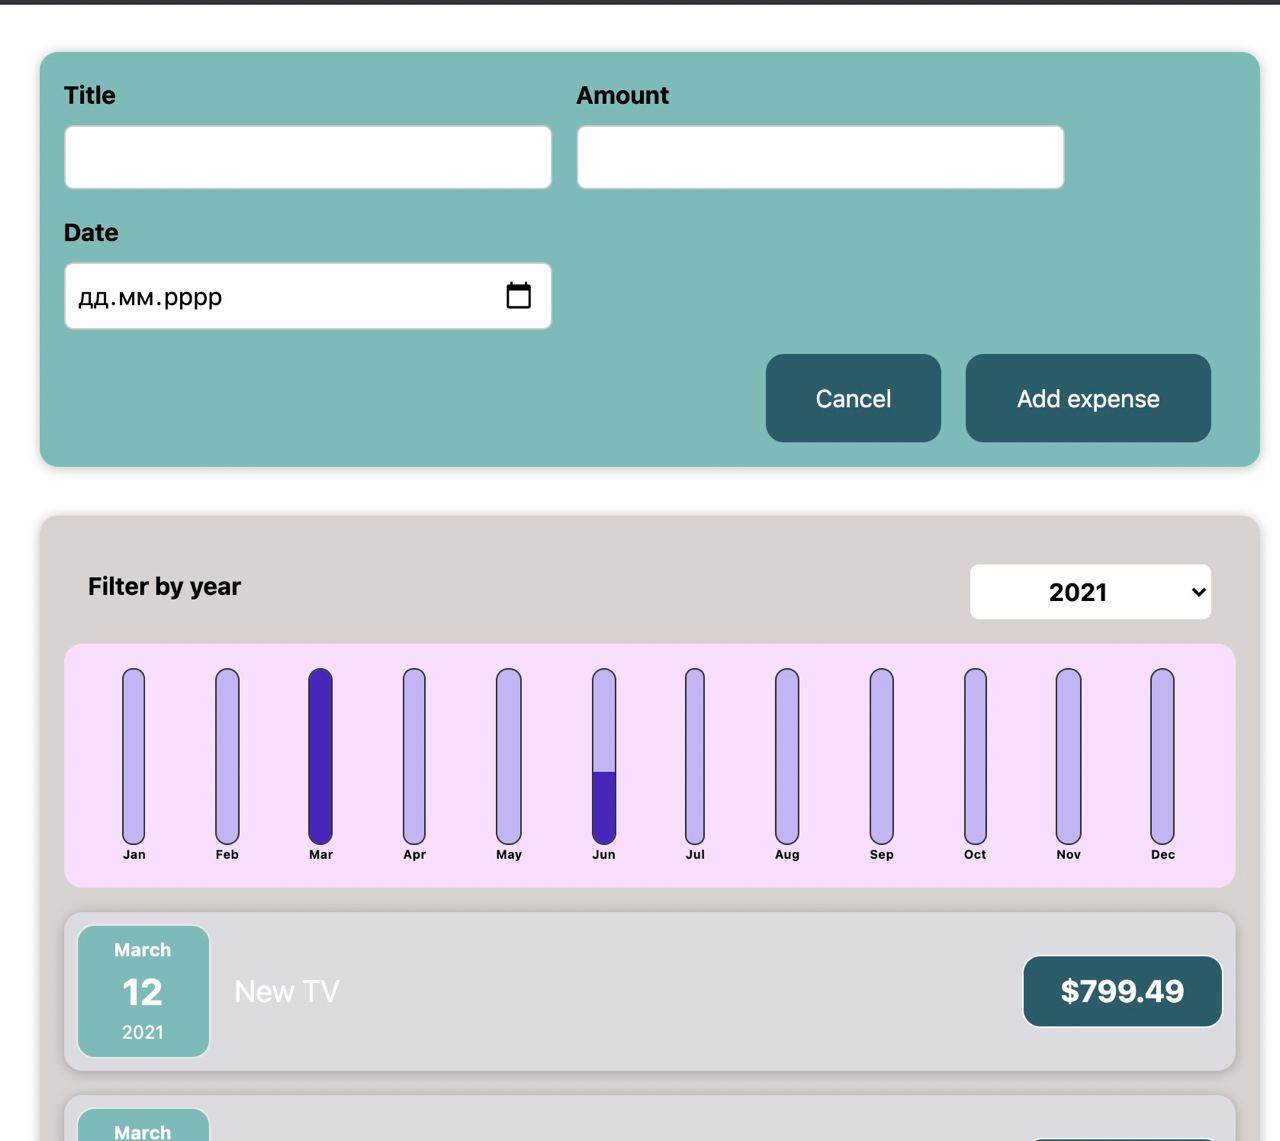 Title
Amount
Date
дд.мм.рррр
Cancel
Add expense
Filter by year
2021
Jan
Feb
Mar
Apr
May
Jun
Jul
Aug
Sep
Oct
Nov
Dec
March
12
2021
New TV
$799.49
March